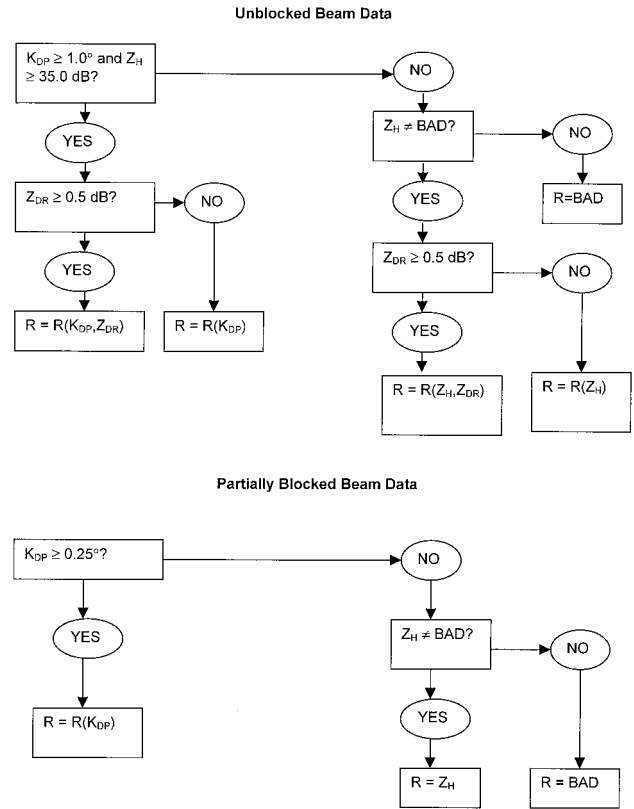 Unblocked Beam Data
K_DP ≥ 1.0° and Z_H
≥ 35.0 dB?
NO
YES
Z_H ≠ BAD?
NO
Z_DR ≥ 0.5 dB?
NO
YES
R=BAD
YES
Z_DR ≥ 0.5 dB?
NO
R = R(K_DP,Z_DR)
R = R(K_DP)
YES
R = R(Z_H,Z_DR)
R = R(Z_H)
Partially Blocked Beam Data
K_DP ≥ 0.25°?
NO
YES
Z_H ≠ BAD?
NO
R = R(K_DP)
YES
R = Z_H
R = BAD